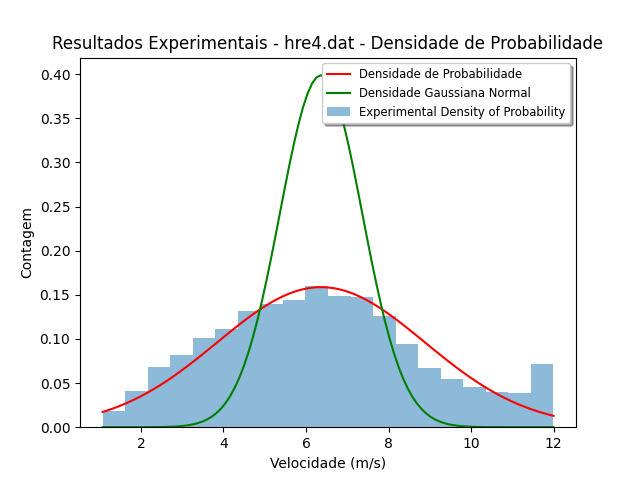 Resultados Experimentais - hre4.dat - Densidade de Probabilidade
Densidade de Probabilidade
Densidade Gaussiana Normal
Experimental Density of Probability
0.40
0.35
0.30
0.25
0.20
0.15
0.10
0.05
0.00
Contagem
2 4 6 8 10 12
Velocidade (m/s)